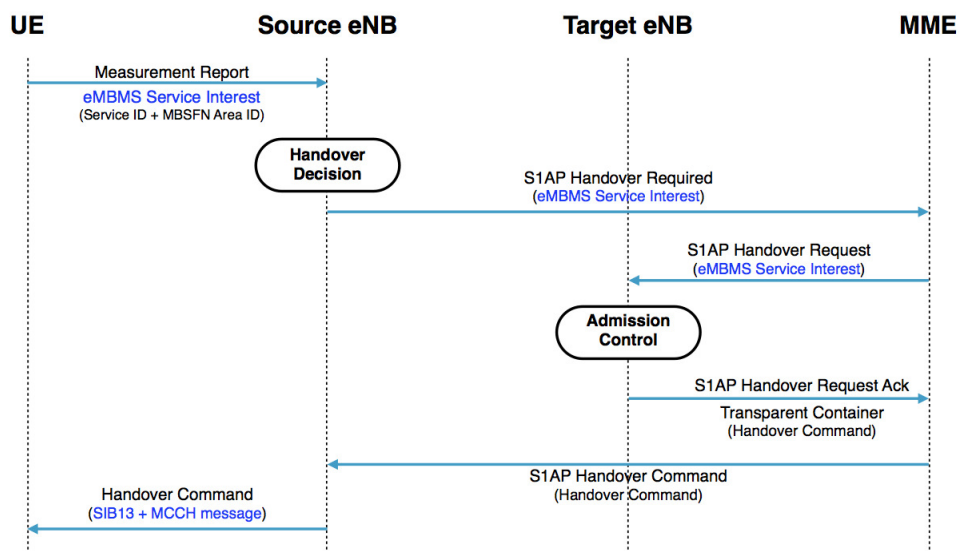 UE
Source eNB
Target eNB
MME
Measurement Report
eMBMS Service Interest
(Service ID + MBSFN Area ID)
Handover
Decision
S1AP Handover Required
(eMBMS Service Interest)
S1AP Handover Request
(eMBMS Service Interest)
Admission
Control
S1AP Handover Request Ack
Transparent Container
(Handover Command)
S1AP Handover Command
(Handover Command)
Handover Command
(SIB13 + MCCH message)